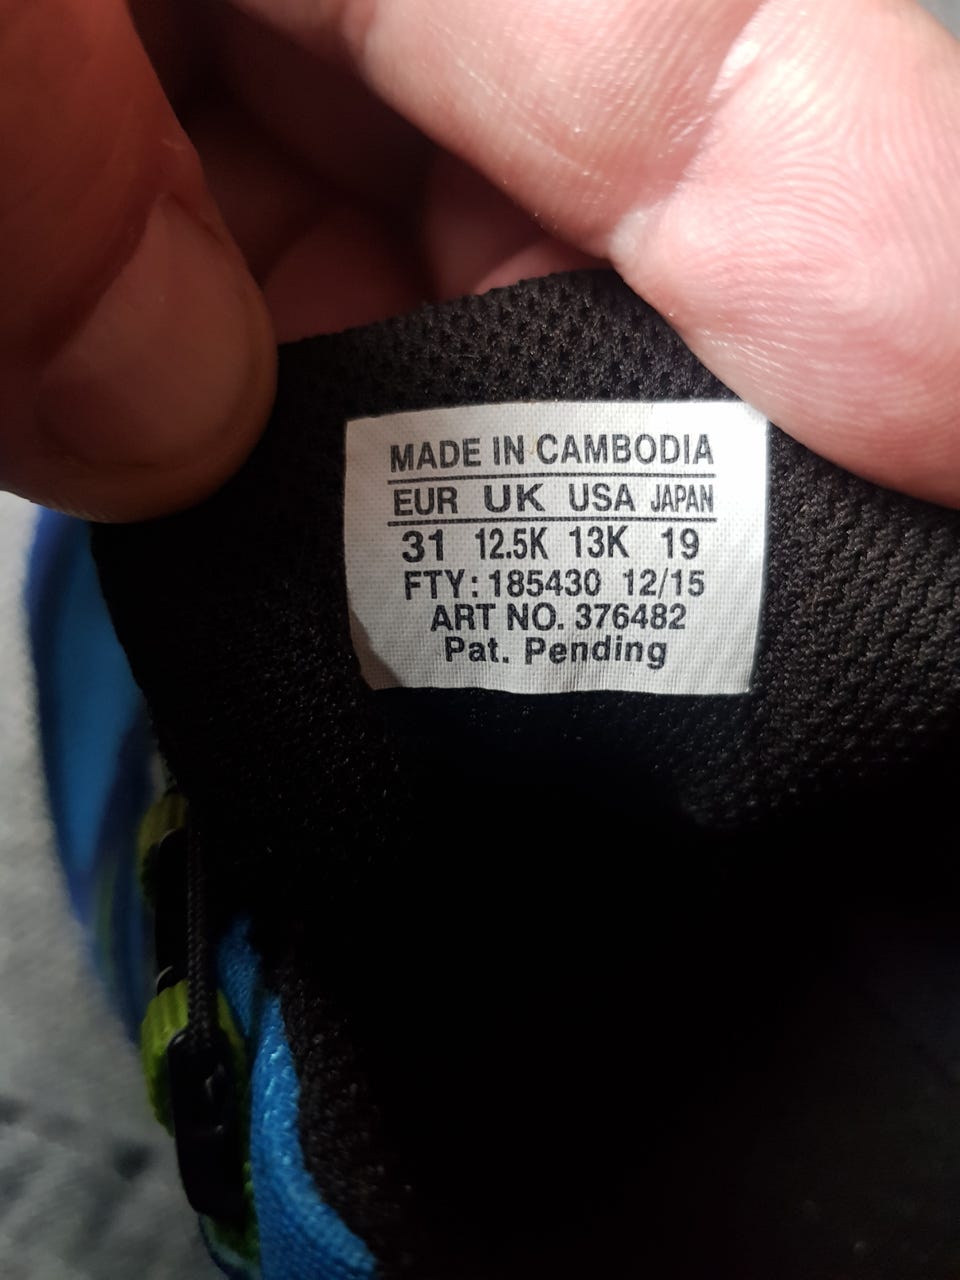 MADE IN CAMBODIA
EUR UK USA JAPAN
31 12.5K 13K 19
FTY: 185430 12/15
ART NO. 376482
Pat. Pending